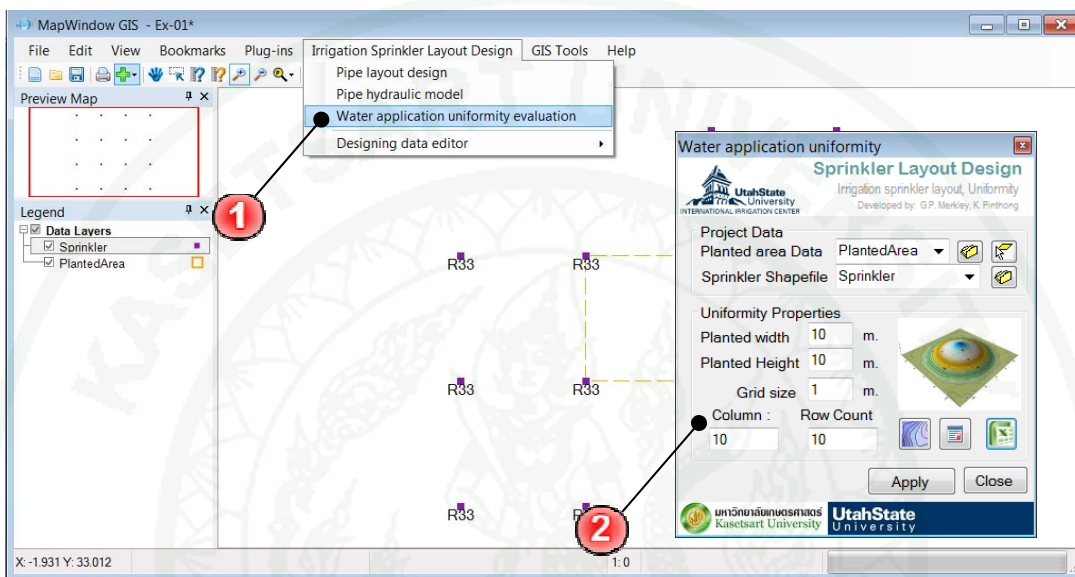 MapWindow GIS - Ex-01*
File Edit View Bookmarks Plug-ins Irrigation Sprinkler Layout Design GIS Tools Help
Pipe layout design
Pipe hydraulic model
Water application uniformity evaluation
Designing data editor
Preview Map
1
Legend
Data Layers
Sprinkler
PlantedArea
R33 R33
R33 R33
R33
2
Water application uniformity
Sprinkler Layout Design
Irrigation sprinkler layout, Uniformity
Developed by: G.P. Merkley, K. Pinthong
UtahState
University
INTERNATIONAL IRRIGATION CENTER
Project Data
Planted area Data PlantedArea
Sprinkler Shapefile Sprinkler
Uniformity Properties
Planted width 10 m.
Planted Height 10 m.
Grid size 1 m.
Column : Row Count
10 10
Apply Close
มหาวิทยาลัยเกษตรศาสตร์
Kasetsart University
UtahState
University
X: -1.931 Y: 33.012 1: 0
KASETSART UNIVERSITY